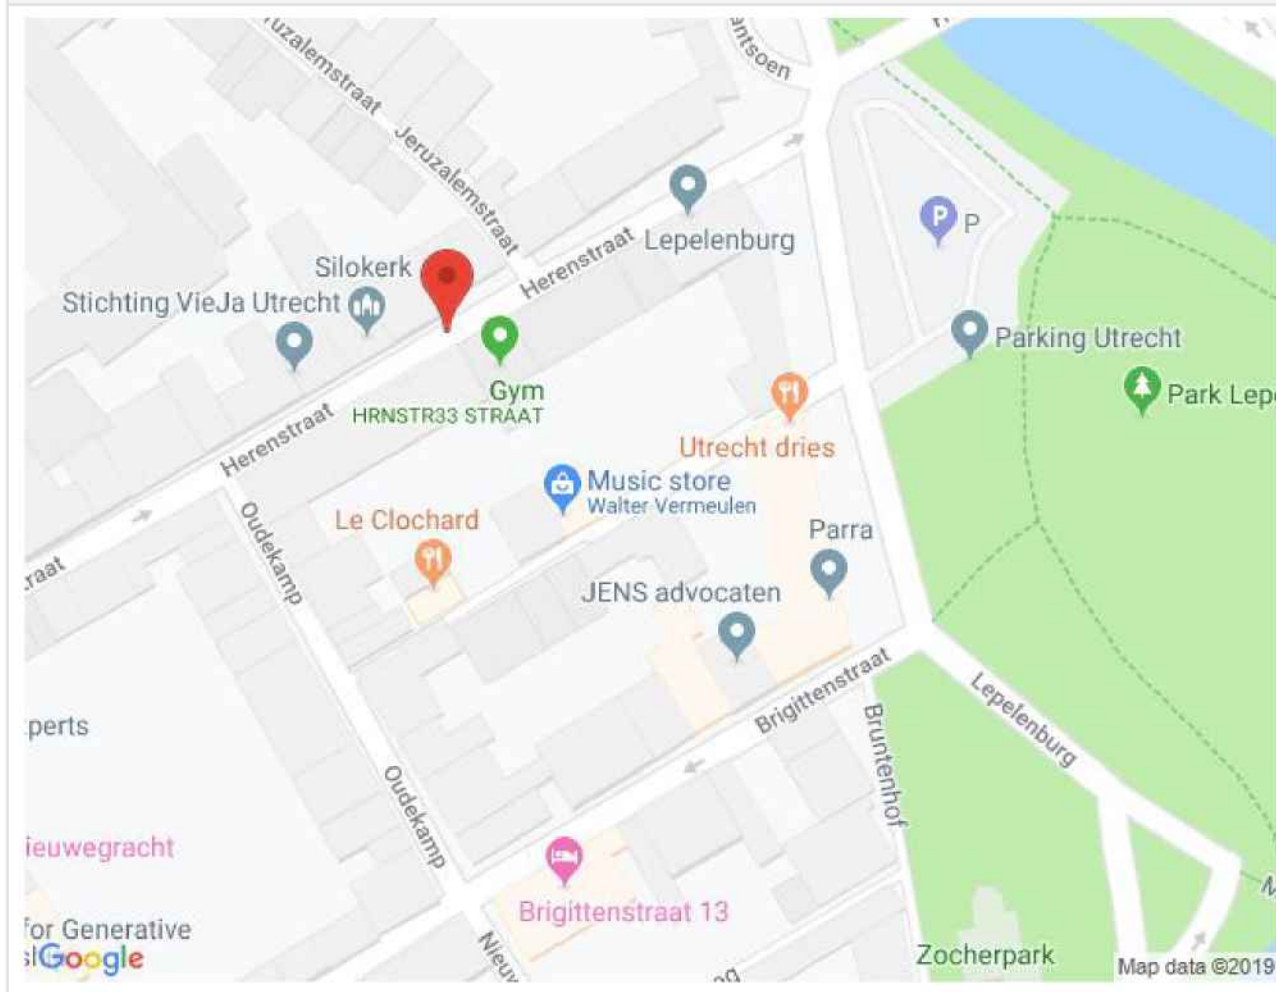 antsoen
Jeruzalemstraat
Herenstraat
Lepelenburg
P
P
Silokerk
Stichting VieJa Utrecht
Parking Utrecht
Gym
HRNSTR33 STRAAT
Park Lepe
Herenstraat
Utrecht dries
Music store
Walter Vermeulen
Le Clochard
Oudekamp
Parra
raat
JENS advocaten
Brigittenstraat
Lepelenburg
perts
Bruntenhof
Oudekamp
ieuwegracht
Brigittenstraat 13
for Generative
Google
Nieuw
Zocherpark
Map data ©2019